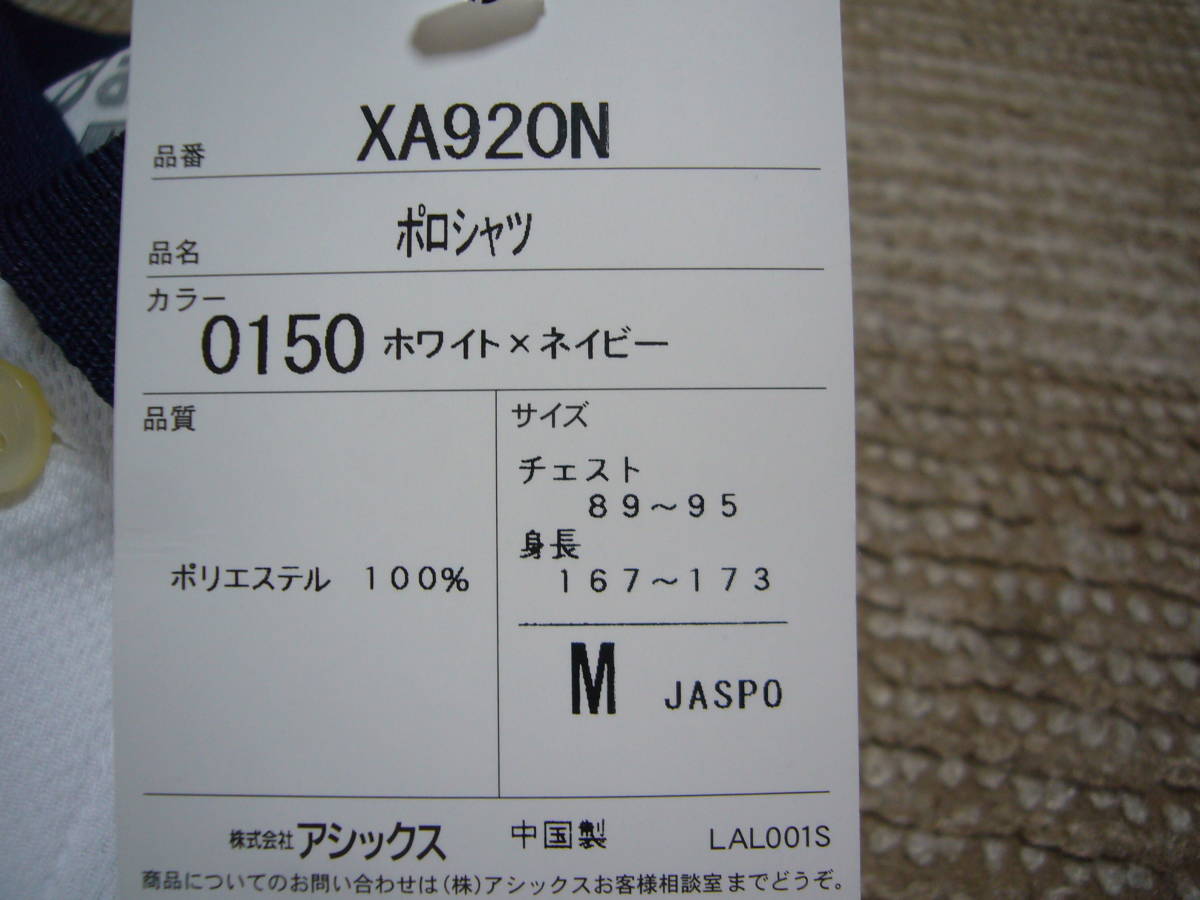 品番 XA920N
品名 ポロシャツ
カラー
0150 ホワイト×ネイビー
品質
ポリエステル 100%
サイズ
チェスト
89～95
身長
167～173
M JASPO
株式会社アシックス 中国製 LAL001S
商品についてのお問い合わせは(株)アシックスお客様相談室までどうぞ。